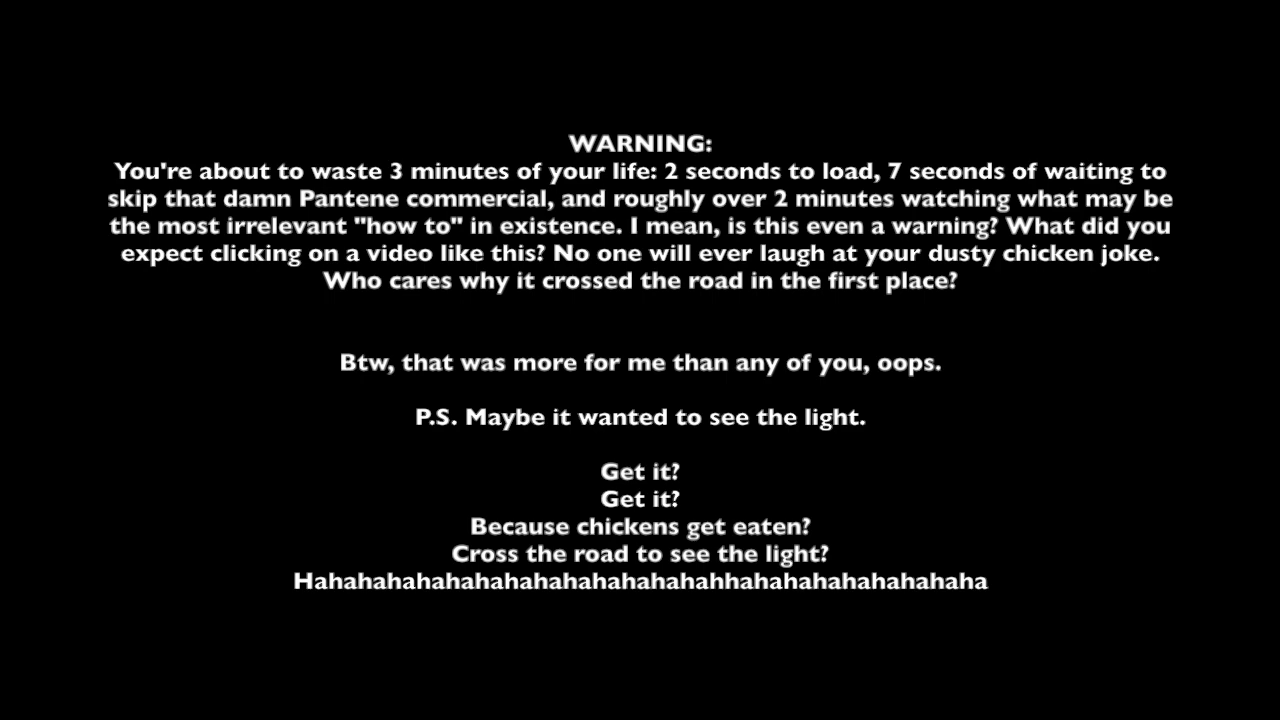 WARNING:
You're about to waste 3 minutes of your life: 2 seconds to load, 7 seconds of waiting to
skip that damn Pantene commercial, and roughly over 2 minutes watching what may be
the most irrelevant "how to" in existence. I mean, is this even a warning? What did you
expect clicking on a video like this? No one will ever laugh at your dusty chicken joke.
Who cares why it crossed the road in the first place?
Btw, that was more for me than any of you, oops.
P.S. Maybe it wanted to see the light.
Get it?
Get it?
Because chickens get eaten?
Cross the road to see the light?
Hahahahahahahahahahahahahahahhahahahahahahahaha